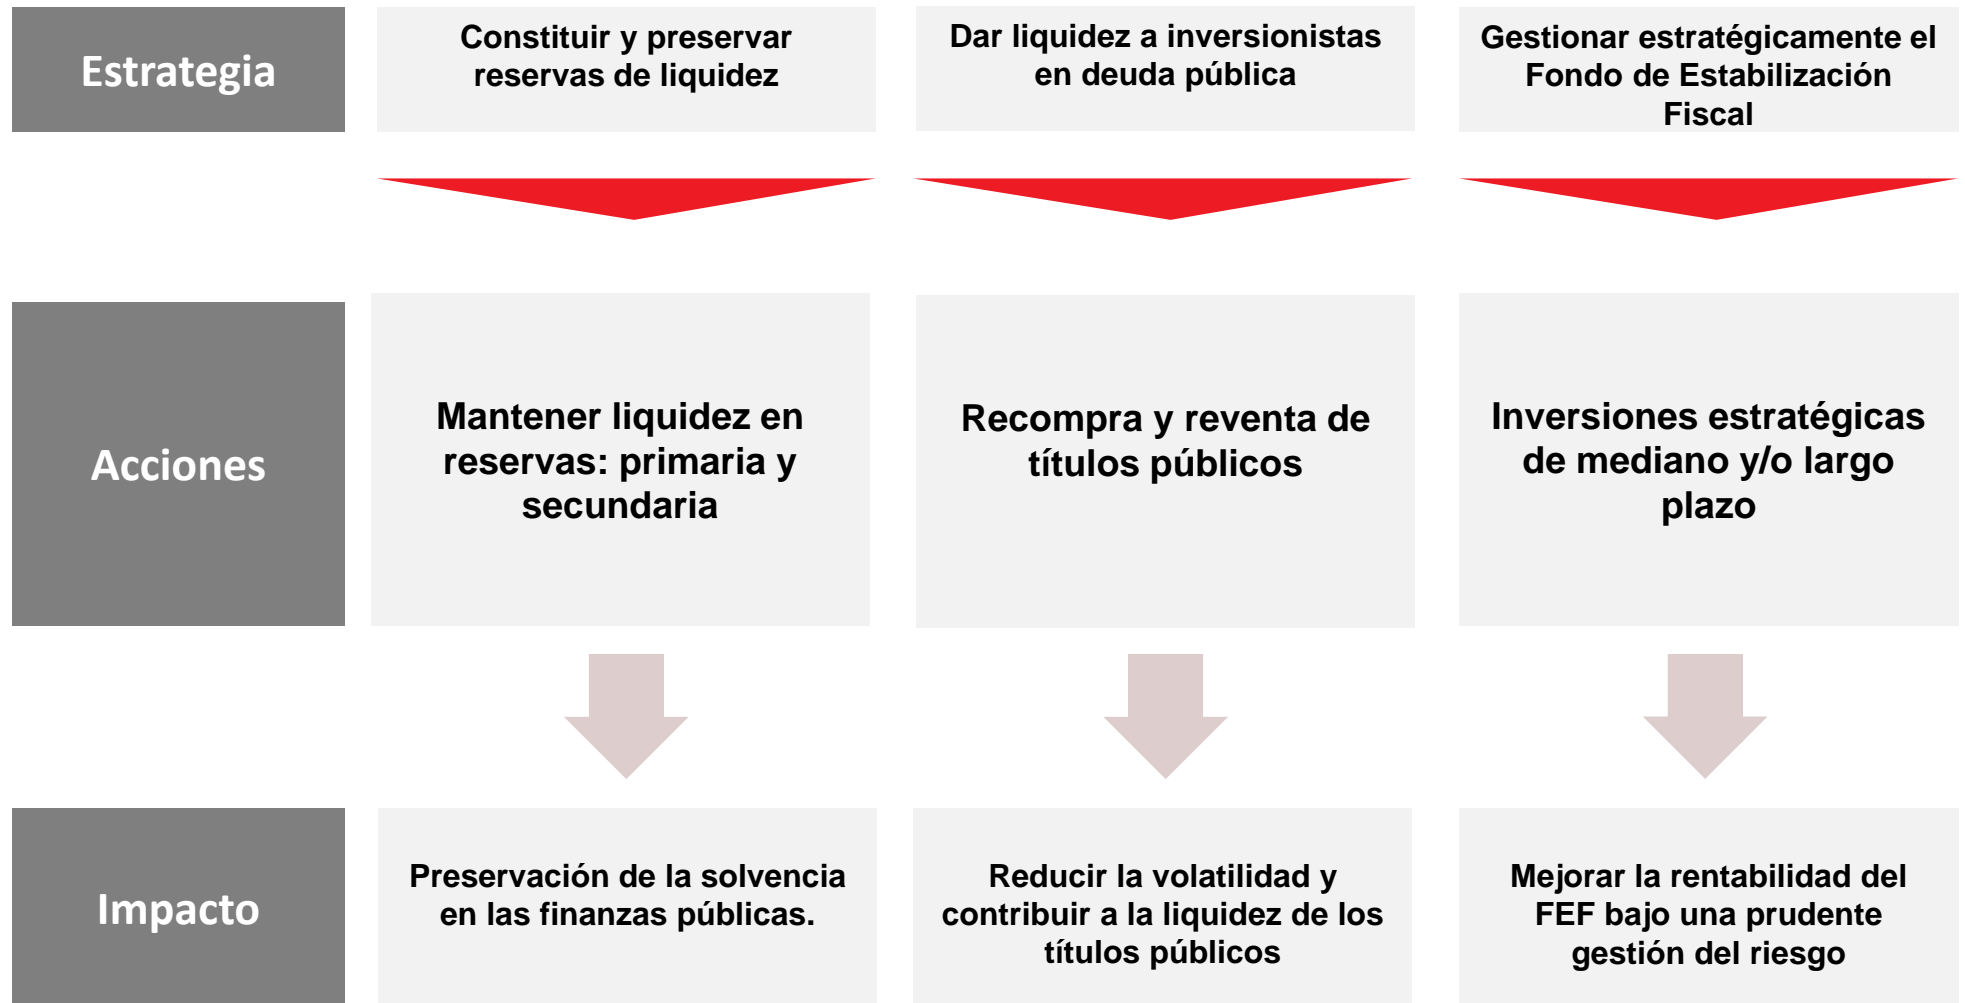 Estrategia
Constituir y preservar
reservas de liquidez
Dar liquidez a inversionistas
en deuda pública
Gestionar estratégicamente el
Fondo de Estabilización
Fiscal
Acciones
Mantener liquidez en
reservas: primaria y
secundaria
Recompra y reventa de
títulos públicos
Inversiones estratégicas
de mediano y/o largo
plazo
Impacto
Preservación de la solvencia
en las finanzas públicas.
Reducir la volatilidad y
contribuir a la liquidez de los
títulos públicos
Mejorar la rentabilidad del
FEF bajo una prudente
gestión del riesgo